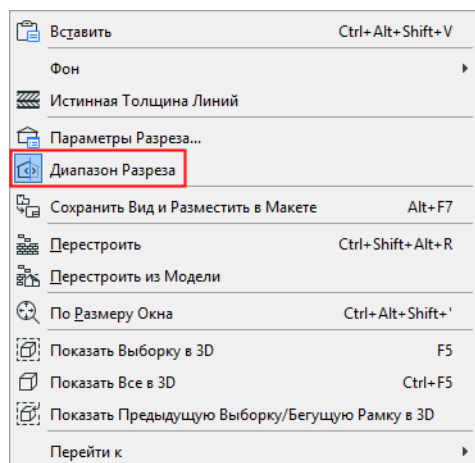 Вставить Ctrl+Alt+Shift+V
Фон
Истинная Толщина Линий
Параметры Разреза...
Диапазон Разреза
Сохранить Вид и Разместить в Макете Alt+F7
Перестроить Ctrl+Shift+Alt+R
Перестроить из Модели
По Размеру Окна Ctrl+Alt+Shift+'
Показать Выборку в 3D F5
Показать Все в 3D Ctrl+F5
Показать Предыдущую Выборку/Бегущую Рамку в 3D
Перейти к